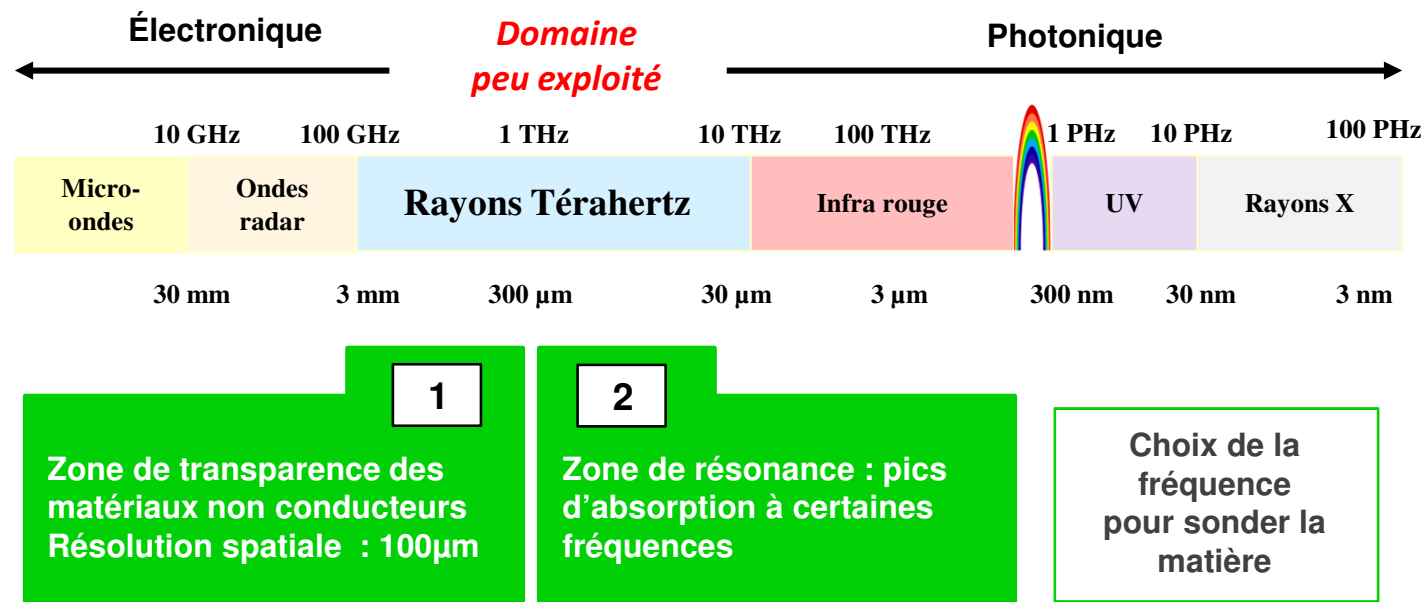 Électronique
Domaine
peu exploité
Photonique
10 GHz 100 GHz 1 THz 10 THz 100 THz 1 PHz 10 PHz 100 PHz
Micro-
ondes
Ondes
radar
Rayons Térahertz
Infra rouge
UV
Rayons X
30 mm 3 mm 300 µm 30 µm 3 µm 300 nm 30 nm 3 nm
1
Zone de transparence des
matériaux non conducteurs
Résolution spatiale : 100µm
2
Zone de résonance : pics
d’absorption à certaines
fréquences
Choix de la
fréquence
pour sonder la
matière